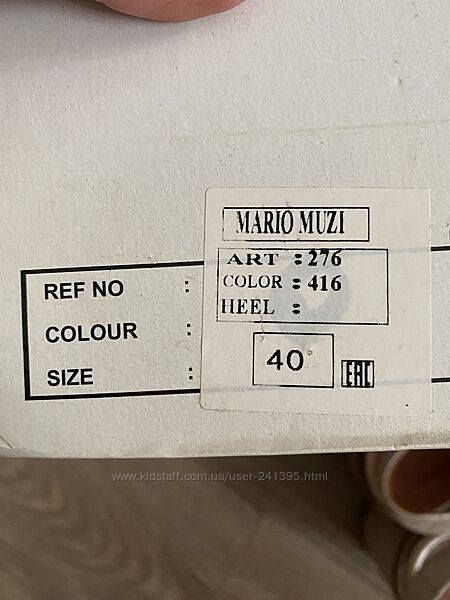 MARIO MUZI
ART : 276
COLOR : 416
HEEL :
40
EAC
REF NO :
COLOUR :
SIZE :
www.kidstaff.com.ua/user-241395.html